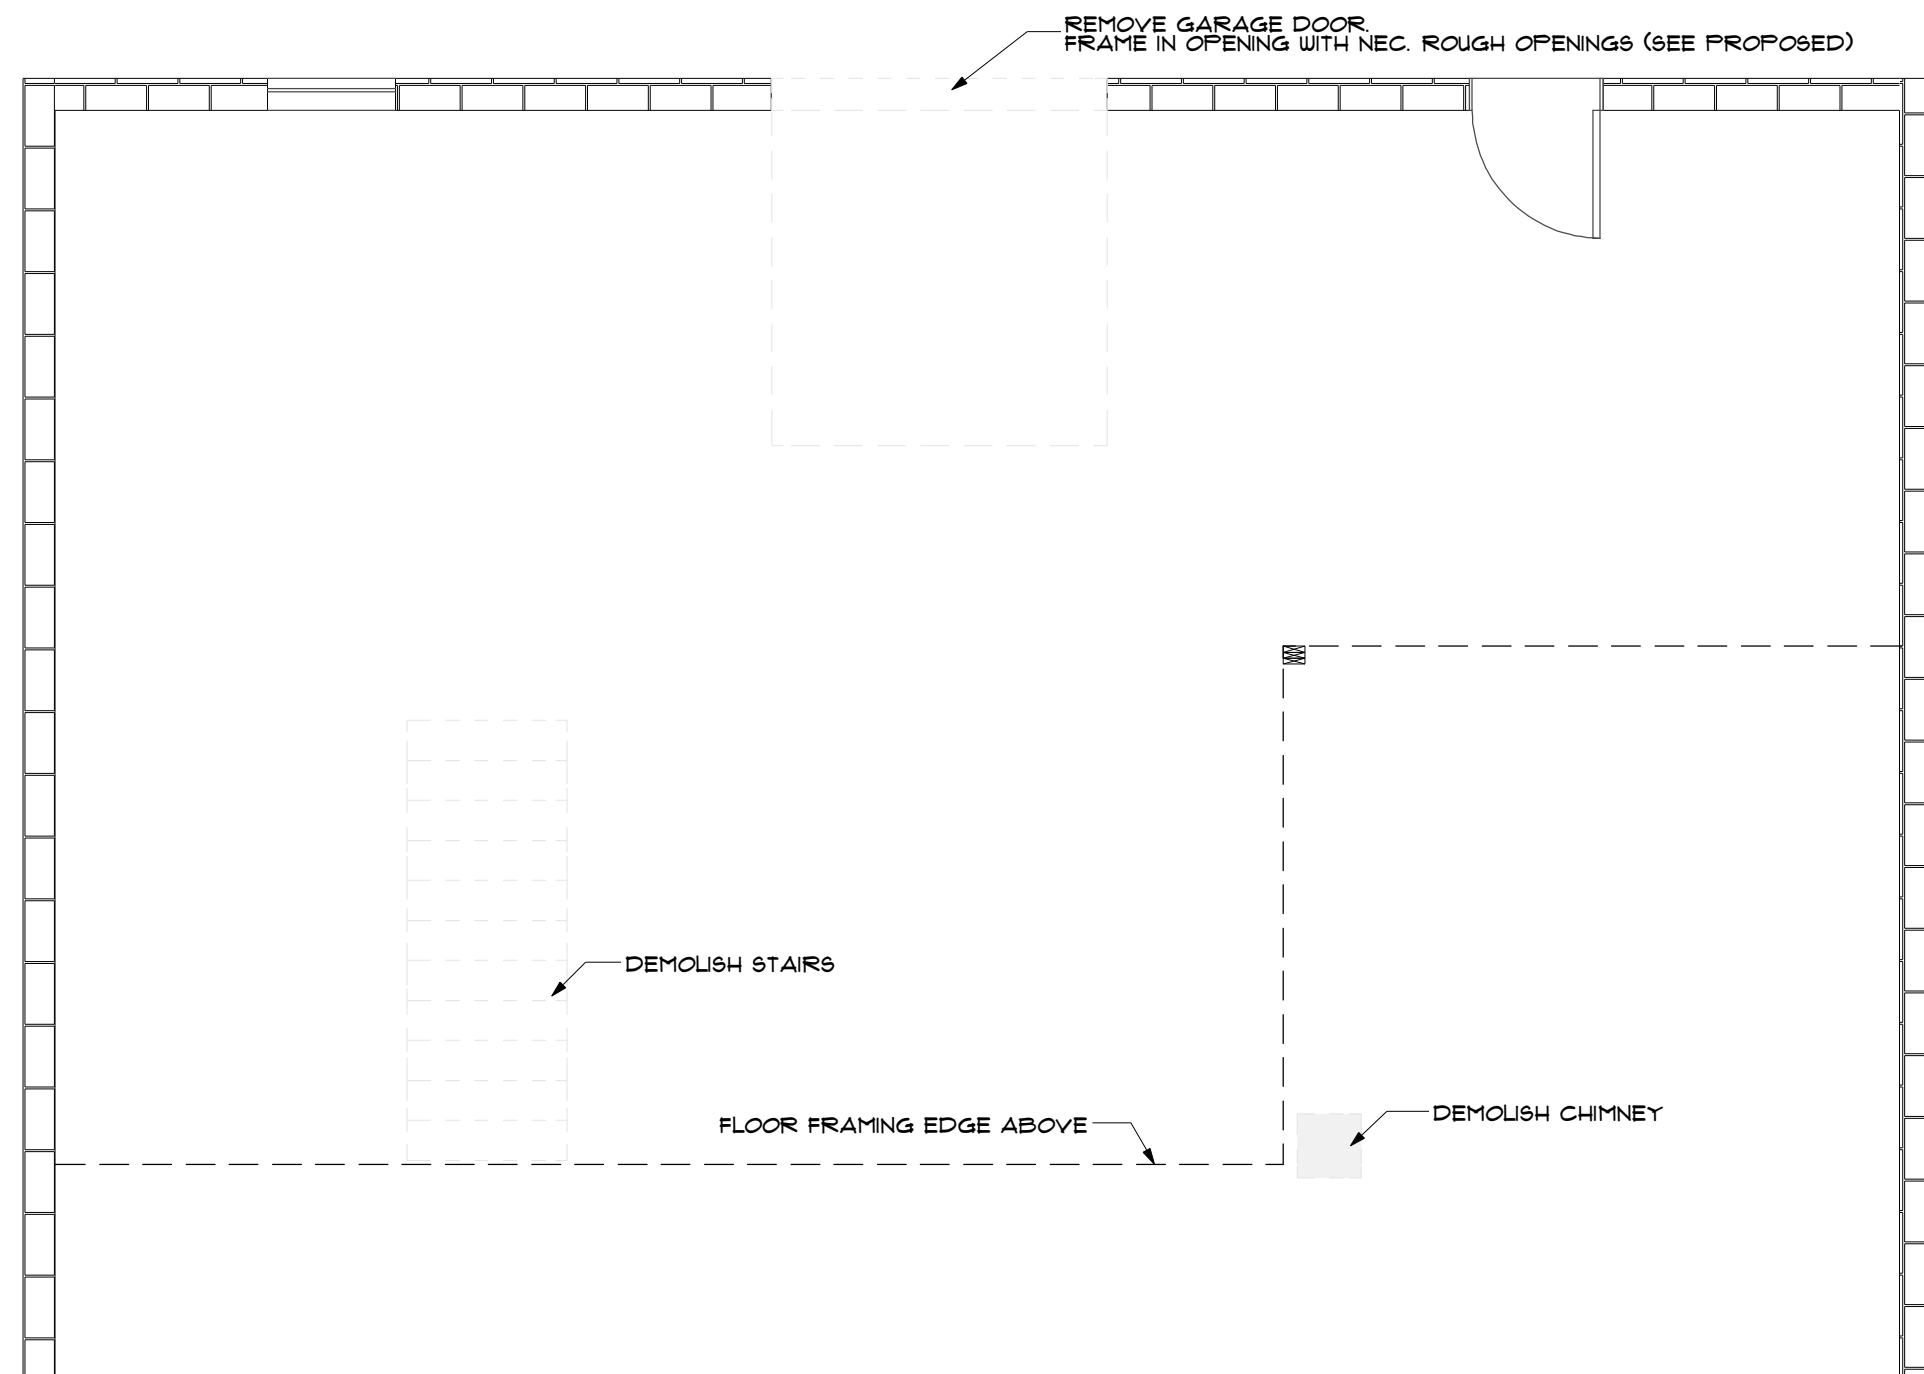 REMOVE GARAGE DOOR.
FRAME IN OPENING WITH NEC. ROUGH OPENINGS (SEE PROPOSED)
DEMOLISH STAIRS
FLOOR FRAMING EDGE ABOVE
DEMOLISH CHIMNEY